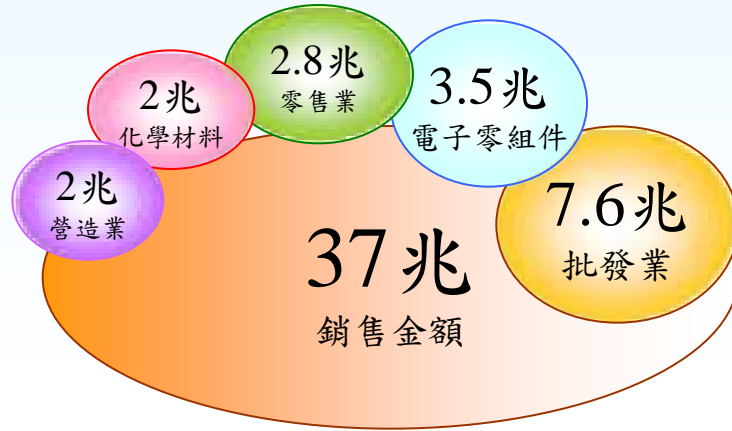 2兆
營造業
2兆
化學材料
2.8兆
零售業
3.5兆
電子零組件
7.6兆
批發業
37兆
銷售金額